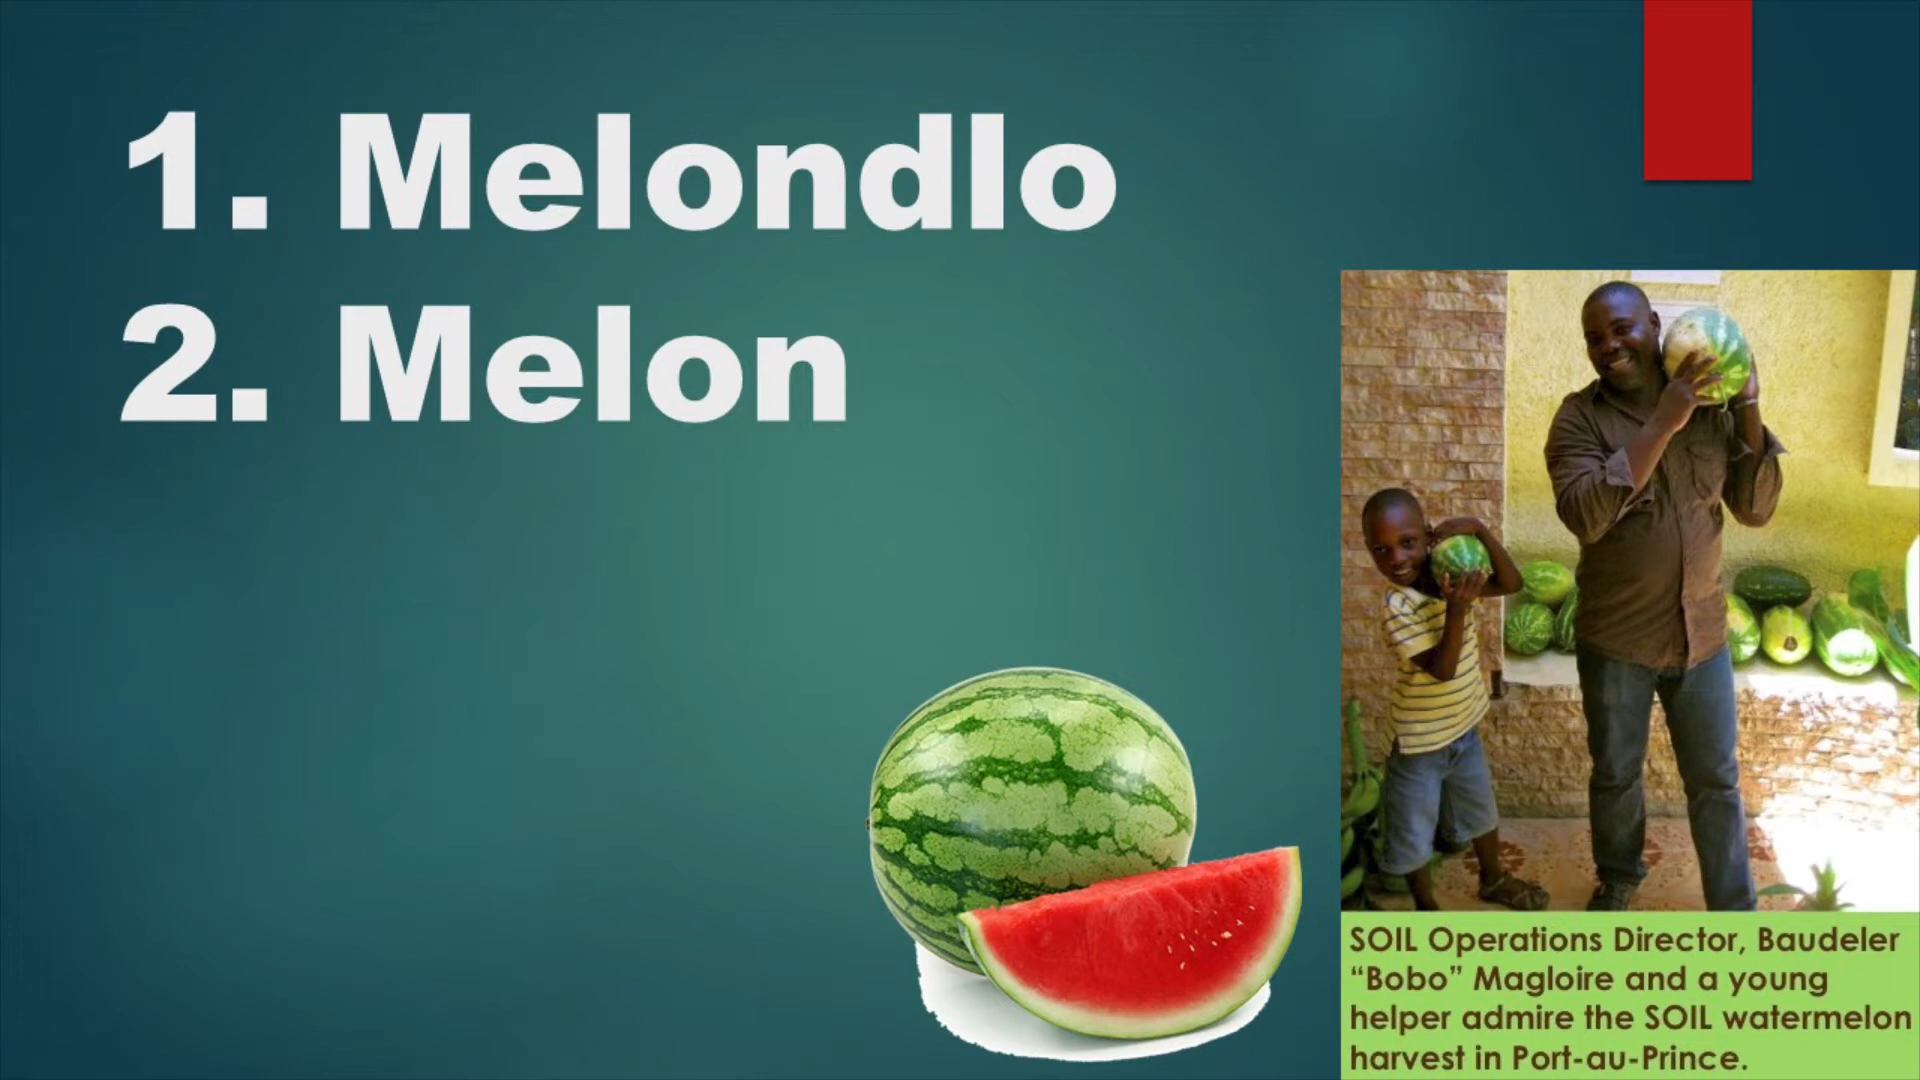 1. Melondlo
2. Melon
SOIL Operations Director, Baudeler
“Bobo” Magloire and a young
helper admire the SOIL watermelon
harvest in Port-au-Prince.